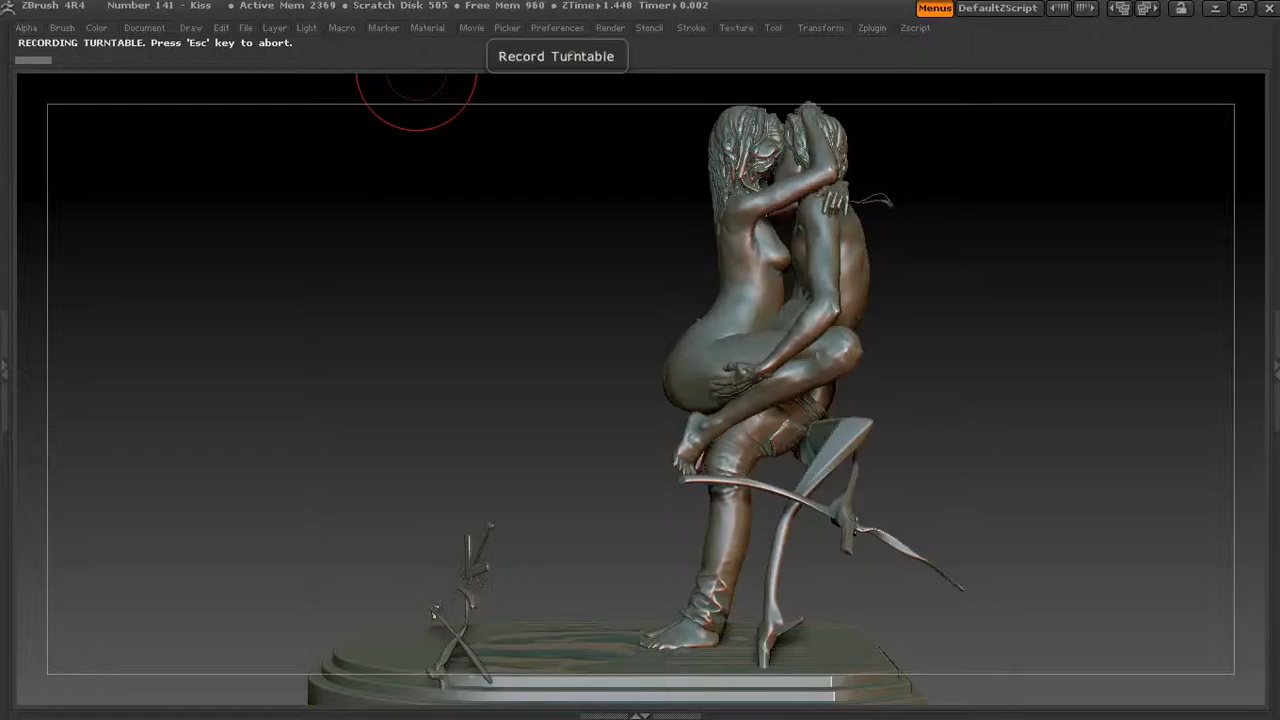 ZBrush 4R4 Number 141 - Kiss • Active Mem 2369 • Scratch Disk 505 • Free Mem 960 • ZTime▸1.448 Timer▸0.002 Menus DefaultZScript
Alpha Brush Color Document Draw Edit File Layer Light Macro Marker Material Movie Picker Preferences Render Stencil Stroke Texture Tool Transform Zplugin Zscript
RECORDING TURNTABLE. Press 'Esc' key to abort.
Record Turntable